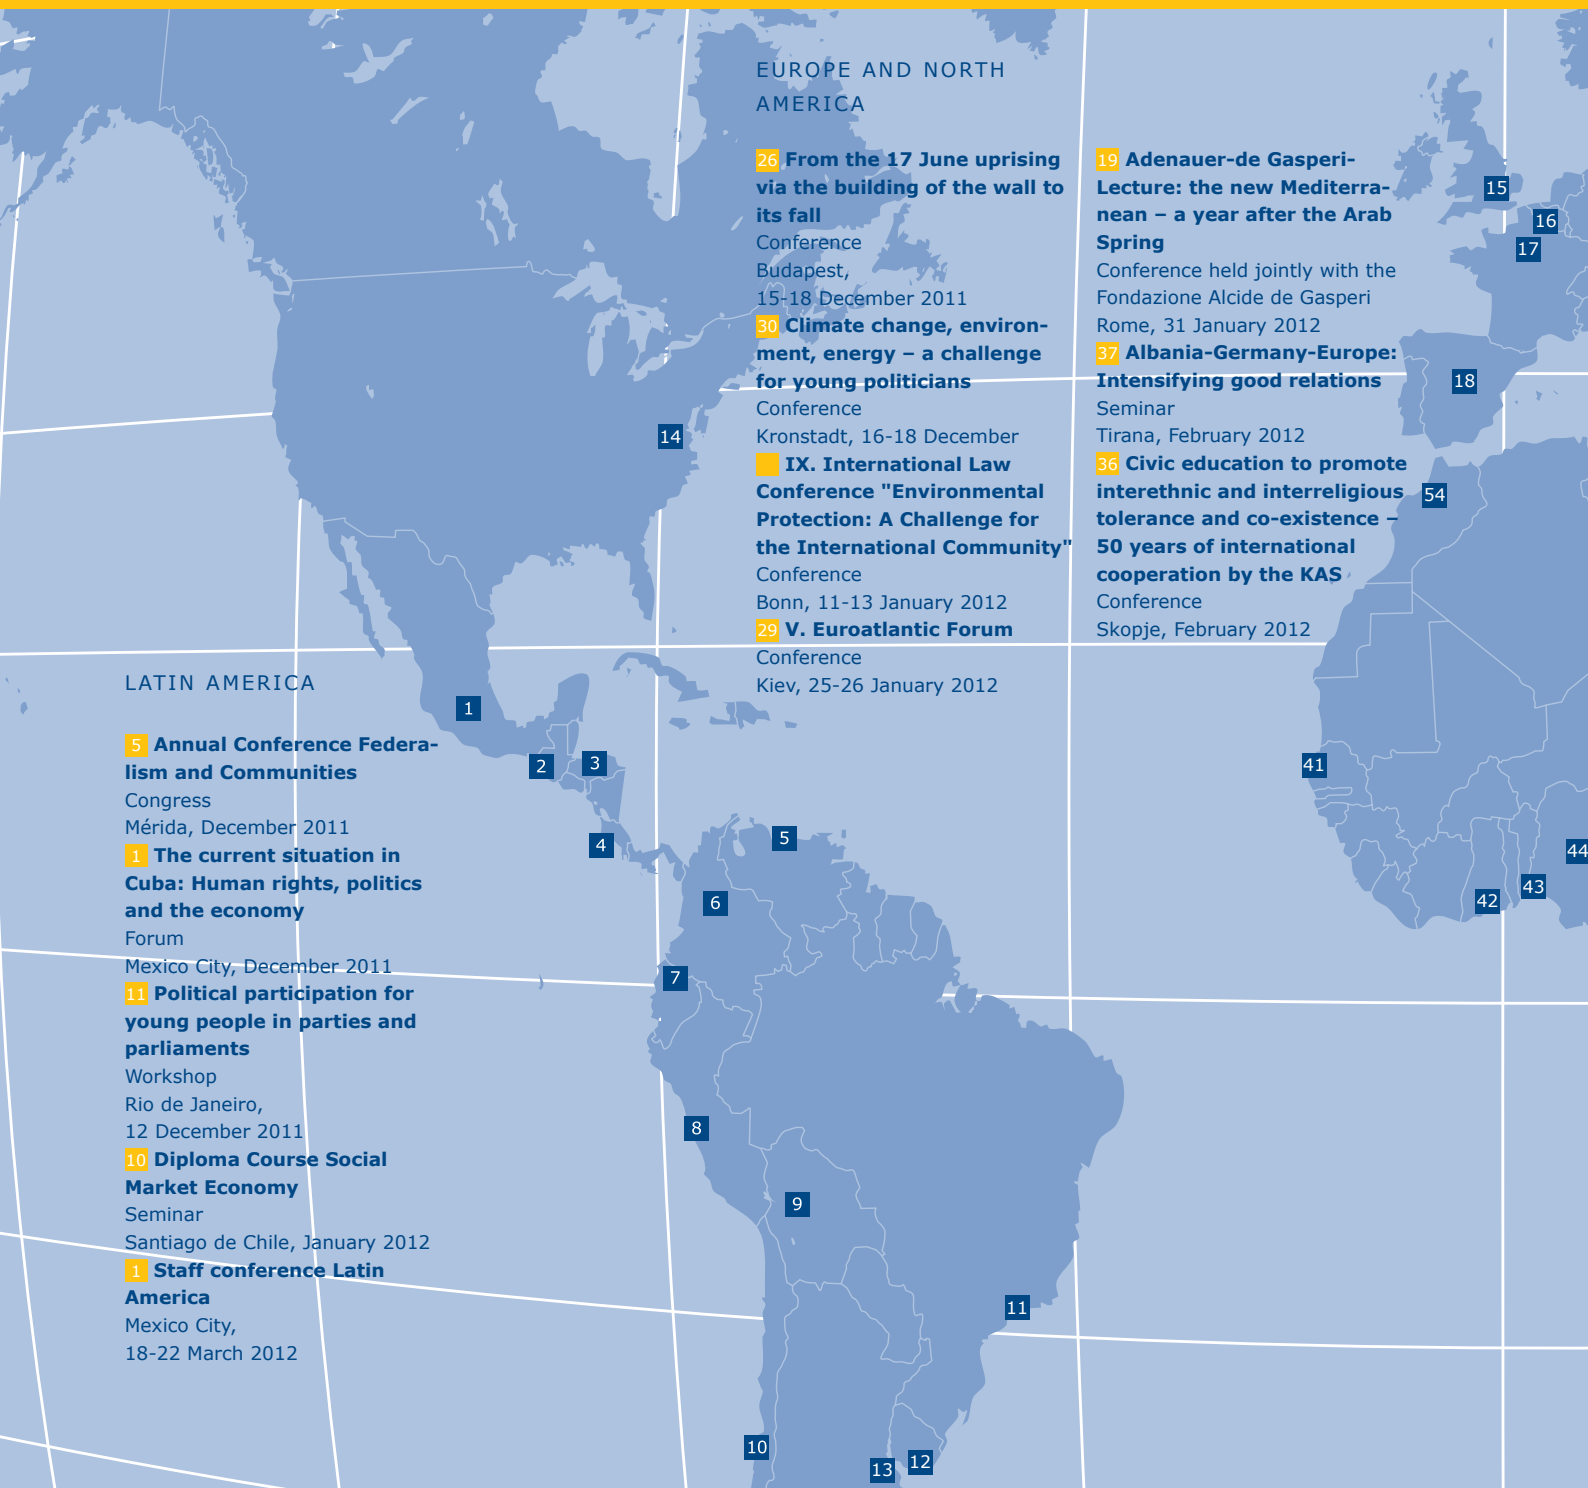 EUROPE AND NORTH
AMERICA
26 From the 17 June uprising
via the building of the wall to
its fall
Conference
Budapest,
15-18 December 2011
30 Climate change, environ-
ment, energy – a challenge
for young politicians
Conference
Kronstadt, 16-18 December
IX. International Law
Conference "Environmental
Protection: A Challenge for
the International Community"
Conference
Bonn, 11-13 January 2012
29 V. Euroatlantic Forum
Conference
Kiev, 25-26 January 2012
19 Adenauer-de Gasperi-
Lecture: the new Mediterra-
nean – a year after the Arab
Spring
Conference held jointly with the
Fondazione Alcide de Gasperi
Rome, 31 January 2012
37 Albania-Germany-Europe:
Intensifying good relations
Seminar
Tirana, February 2012
36 Civic education to promote
interethnic and interreligious
tolerance and co-existence –
50 years of international
cooperation by the KAS
Conference
Skopje, February 2012
LATIN AMERICA
5 Annual Conference Federa-
lism and Communities
Congress
Mérida, December 2011
1 The current situation in
Cuba: Human rights, politics
and the economy
Forum
Mexico City, December 2011
11 Political participation for
young people in parties and
parliaments
Workshop
Rio de Janeiro,
12 December 2011
10 Diploma Course Social
Market Economy
Seminar
Santiago de Chile, January 2012
1 Staff conference Latin
America
Mexico City,
18-22 March 2012
15
16
17
18
14
54
1
2
3
41
4
5
44
6
43
42
7
8
9
11
10
13
12